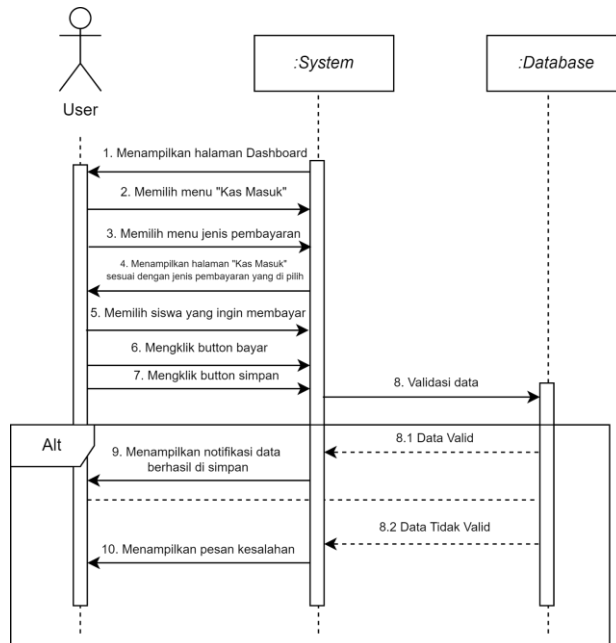 :System
:Database
User
1. Menampilkan halaman Dashboard
2. Memilih menu "Kas Masuk"
3. Memilih menu jenis pembayaran
4. Menampilkan halaman "Kas Masuk"
sesuai dengan jenis pembayaran yang di pilih
5. Memilih siswa yang ingin membayar
6. Mengklik button bayar
7. Mengklik button simpan
8. Validasi data
Alt
8.1 Data Valid
9. Menampilkan notifikasi data
berhasil di simpan
8.2 Data Tidak Valid
10. Menampilkan pesan kesalahan